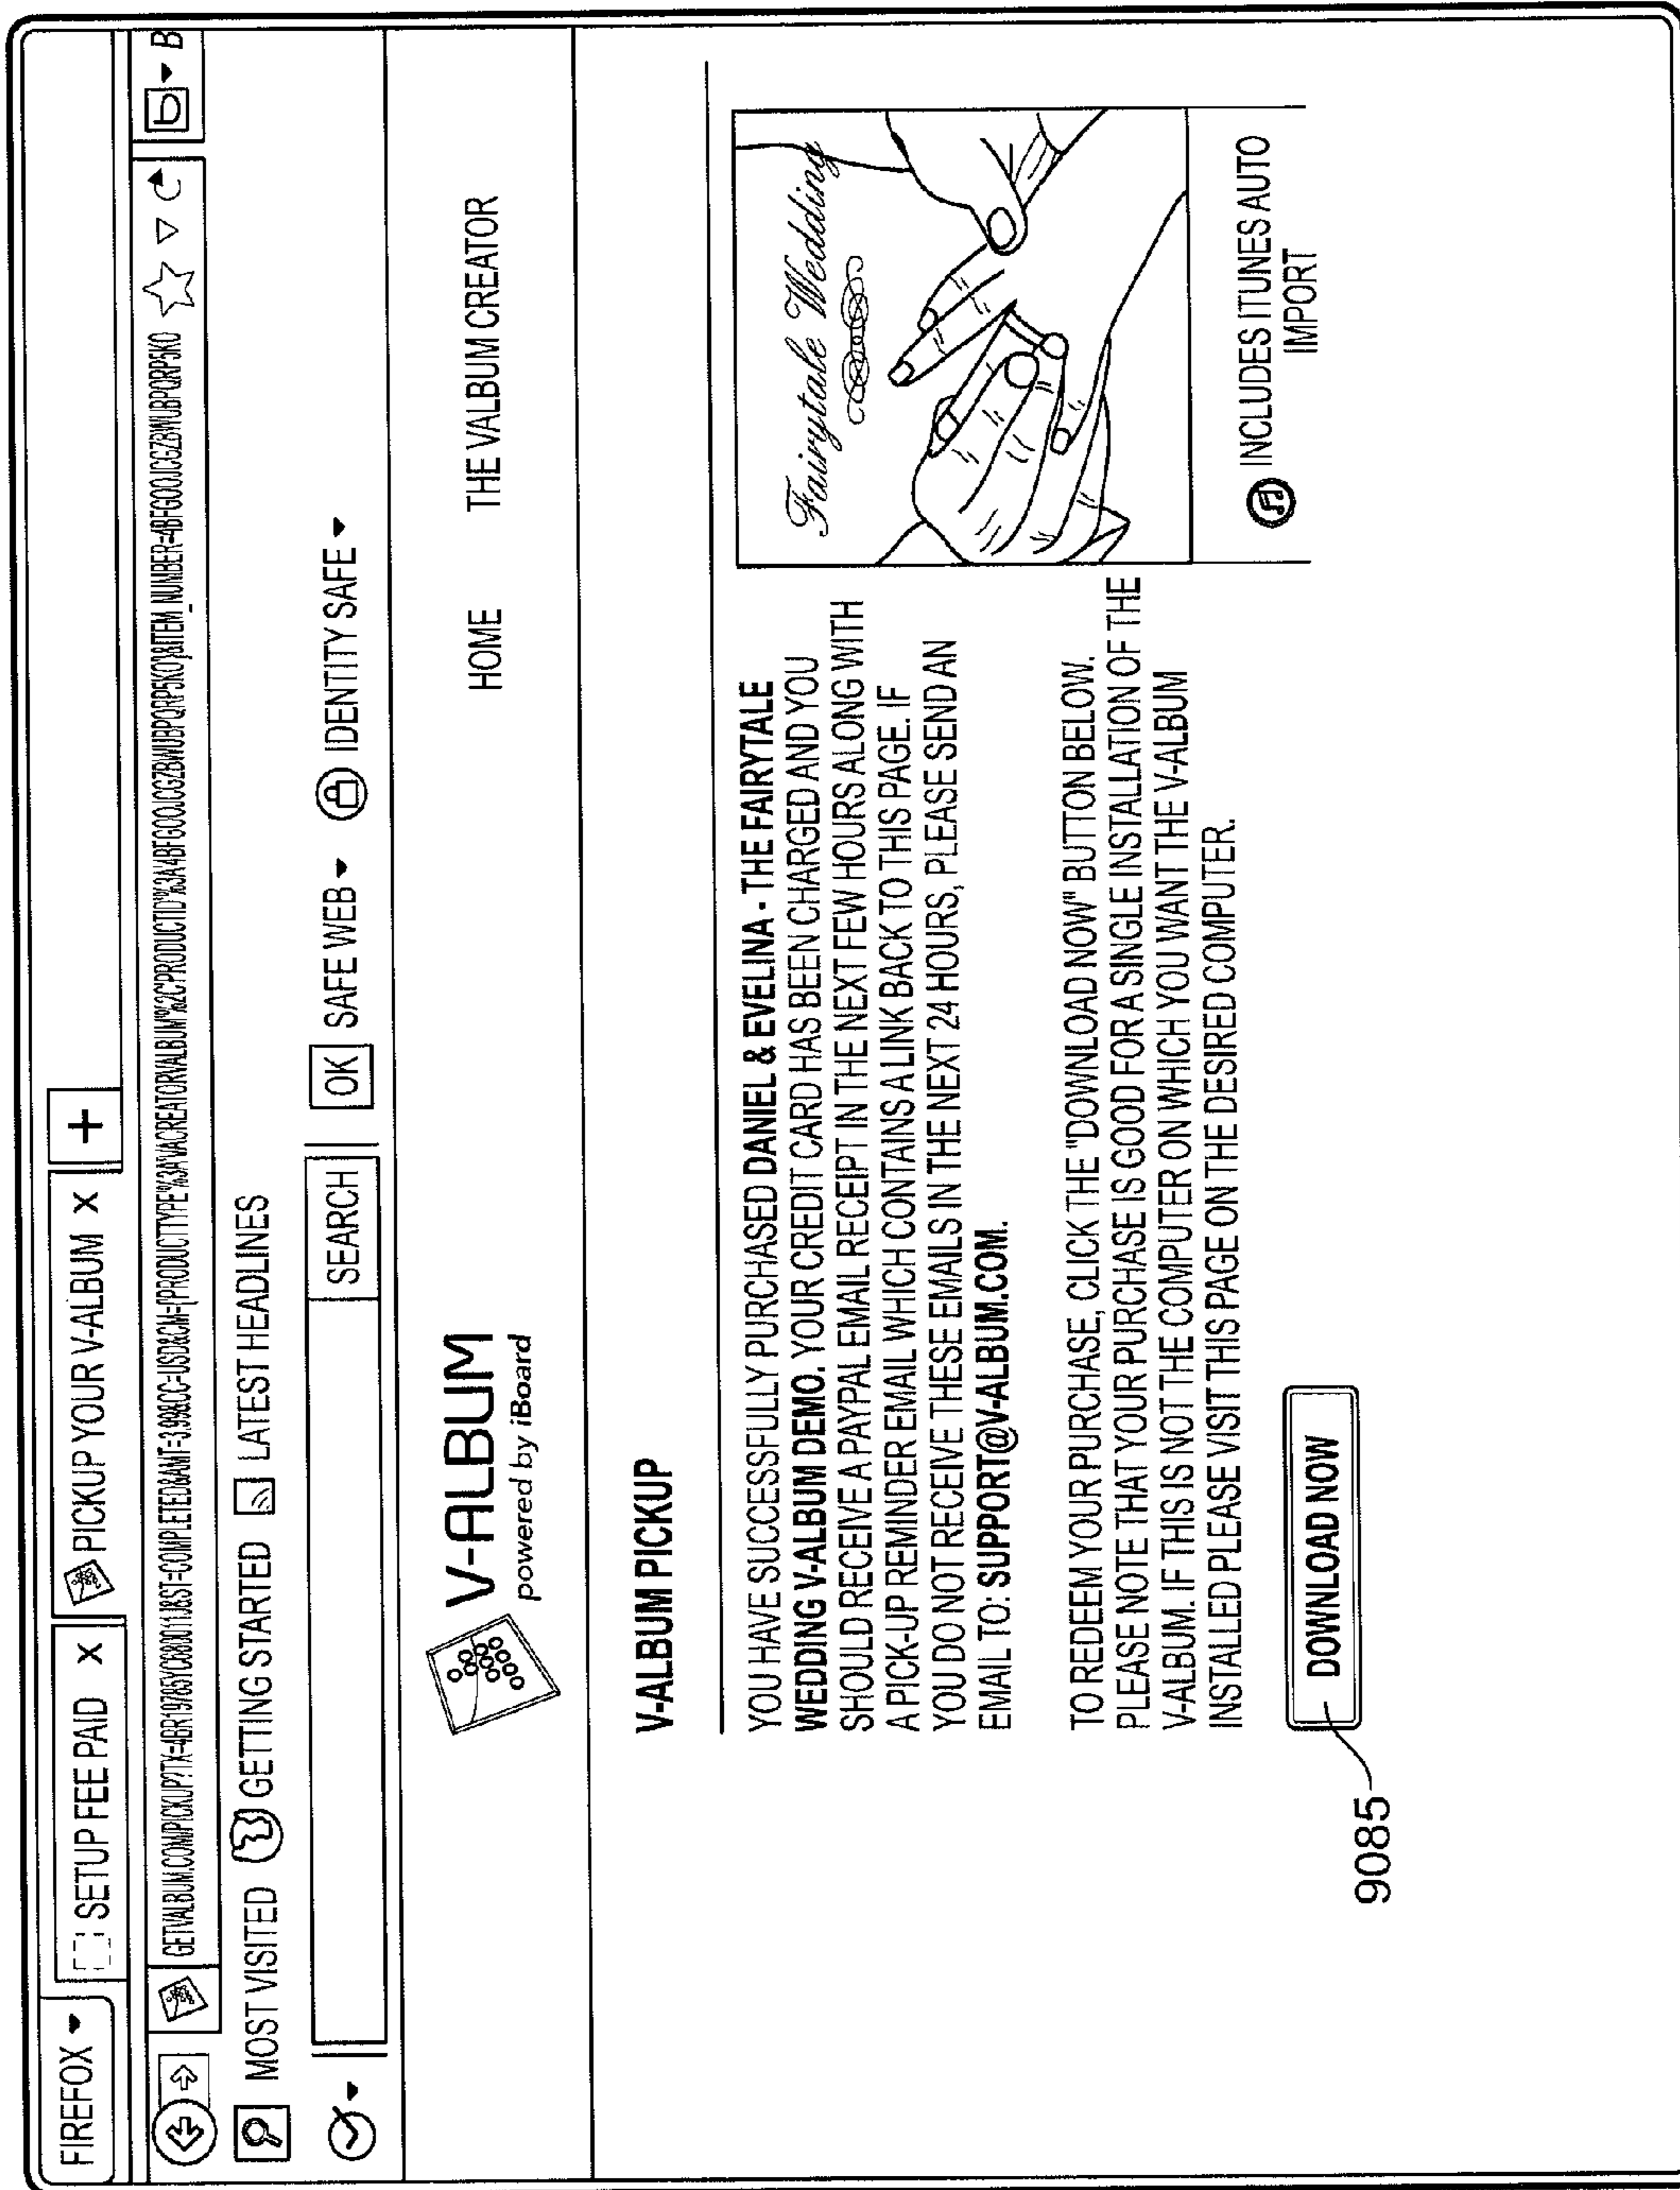 FIREFOX
SETUP FEE PAID X
PICKUP YOUR V-ALBUM X
+
B
MOST VISITED GETTING STARTED LATEST HEADLINES
SEARCH OK SAFE WEB IDENTITY SAFE
V-ALBUM
powered by iBoard
HOME THE VALBUM CREATOR
V-ALBUM PICKUP
YOU HAVE SUCCESSFULLY PURCHASED DANIEL & EVELINA - THE FAIRYTALE
WEDDING V-ALBUM DEMO. YOUR CREDIT CARD HAS BEEN CHARGED AND YOU
SHOULD RECEIVE A PAYPAL EMAIL RECEIPT IN THE NEXT FEW HOURS ALONG WITH
A PICK-UP REMINDER EMAIL WHICH CONTAINS A LINK BACK TO THIS PAGE. IF
YOU DO NOT RECEIVE THESE EMAILS IN THE NEXT 24 HOURS, PLEASE SEND AN
EMAIL TO: SUPPORT@V-ALBUM.COM.
TO REDEEM YOUR PURCHASE, CLICK THE "DOWNLOAD NOW" BUTTON BELOW.
PLEASE NOTE THAT YOUR PURCHASE IS GOOD FOR A SINGLE INSTALLATION OF THE
V-ALBUM. IF THIS IS NOT THE COMPUTER ON WHICH YOU WANT THE V-ALBUM
INSTALLED PLEASE VISIT THIS PAGE ON THE DESIRED COMPUTER.
DOWNLOAD NOW
9085
Fairytale Wedding
INCLUDES ITUNES AUTO
IMPORT